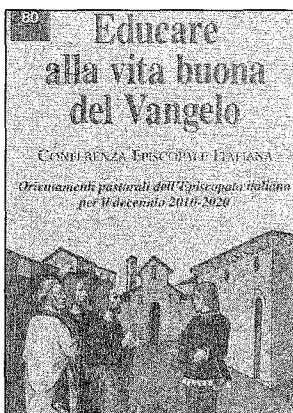 80
Educare
alla vita buona
del Vangelo
CONFERENZA EPISCOPALE ITALIANA
Orientamenti pastorali dell'Episcopato italiano
per il decennio 2010-2020